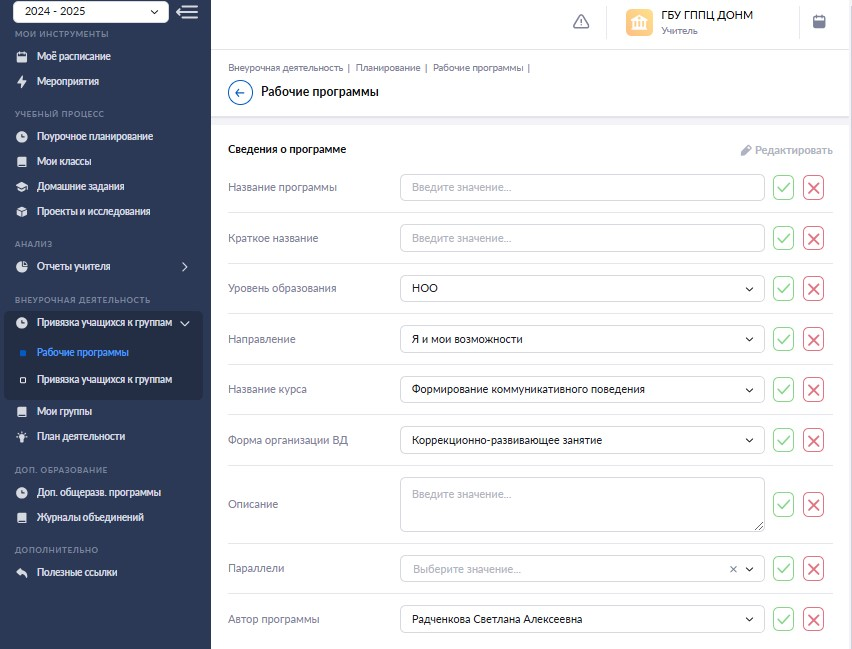 2024 - 2025
МОИ ИНСТРУМЕНТЫ
Моё расписание
Мероприятия
УЧЕБНЫЙ ПРОЦЕСС
Поурочное планирование
Мои классы
Домашние задания
Проекты и исследования
АНАЛИЗ
Отчеты учителя
ВНЕУРОЧНАЯ ДЕЯТЕЛЬНОСТЬ
Привязка учащихся к группам
Рабочие программы
Привязка учащихся к группам
Мои группы
План деятельности
ДОП. ОБРАЗОВАНИЕ
Доп. общеразв. программы
Журналы объединений
ДОПОЛНИТЕЛЬНО
Полезные ссылки
ГБУ ГППЦ ДОНМ
Учитель
Внеурочная деятельность | Планирование | Рабочие программы |
Рабочие программы
Сведения о программе
Редактировать
Название программы
Введите значение...
Краткое название
Введите значение...
Уровень образования
НОО
Направление
Я и мои возможности
Название курса
Формирование коммуникативного поведения
Форма организации ВД
Коррекционно-развивающее занятие
Описание
Введите значение...
Параллели
Выберите значение...
Автор программы
Радченкова Светлана Алексеевна